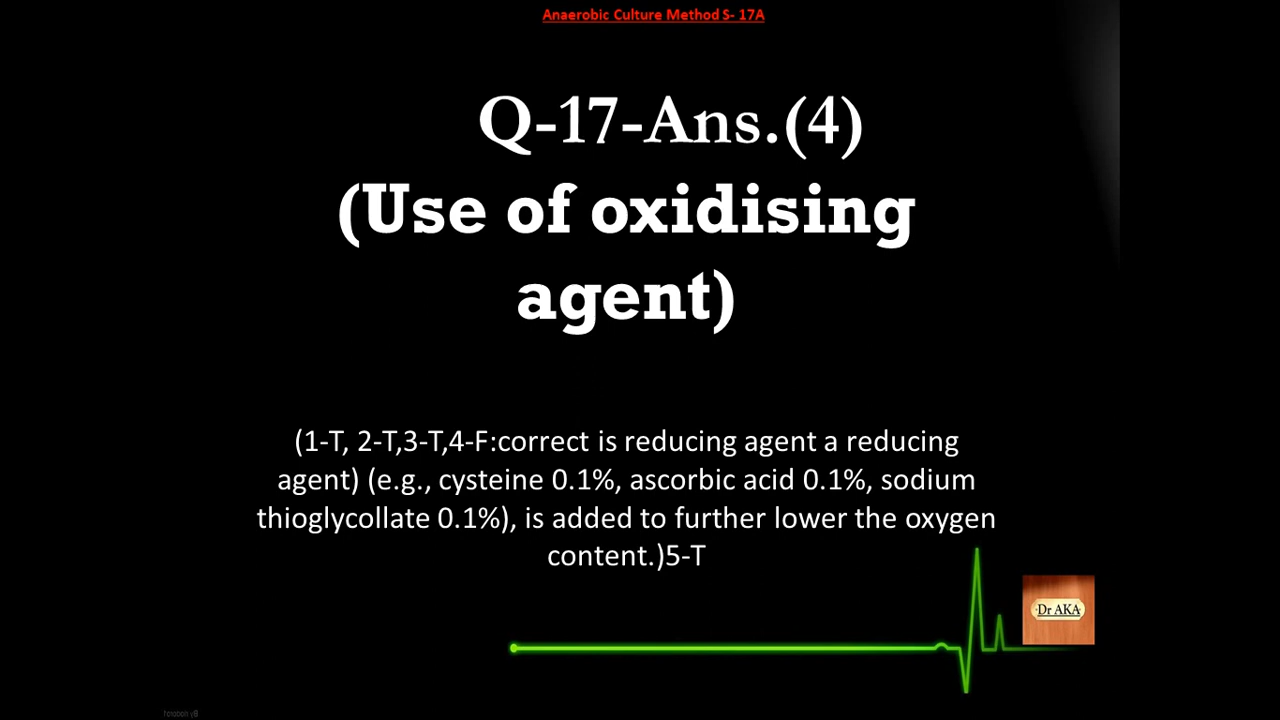 Anaerobic Culture Method S- 17A
Q-17-Ans.(4)
(Use of oxidising
agent)
(1-T, 2-T,3-T,4-F:correct is reducing agent a reducing
agent) (e.g., cysteine 0.1%, ascorbic acid 0.1%, sodium
thioglycollate 0.1%), is added to further lower the oxygen
content.)5-T
Dr AKA